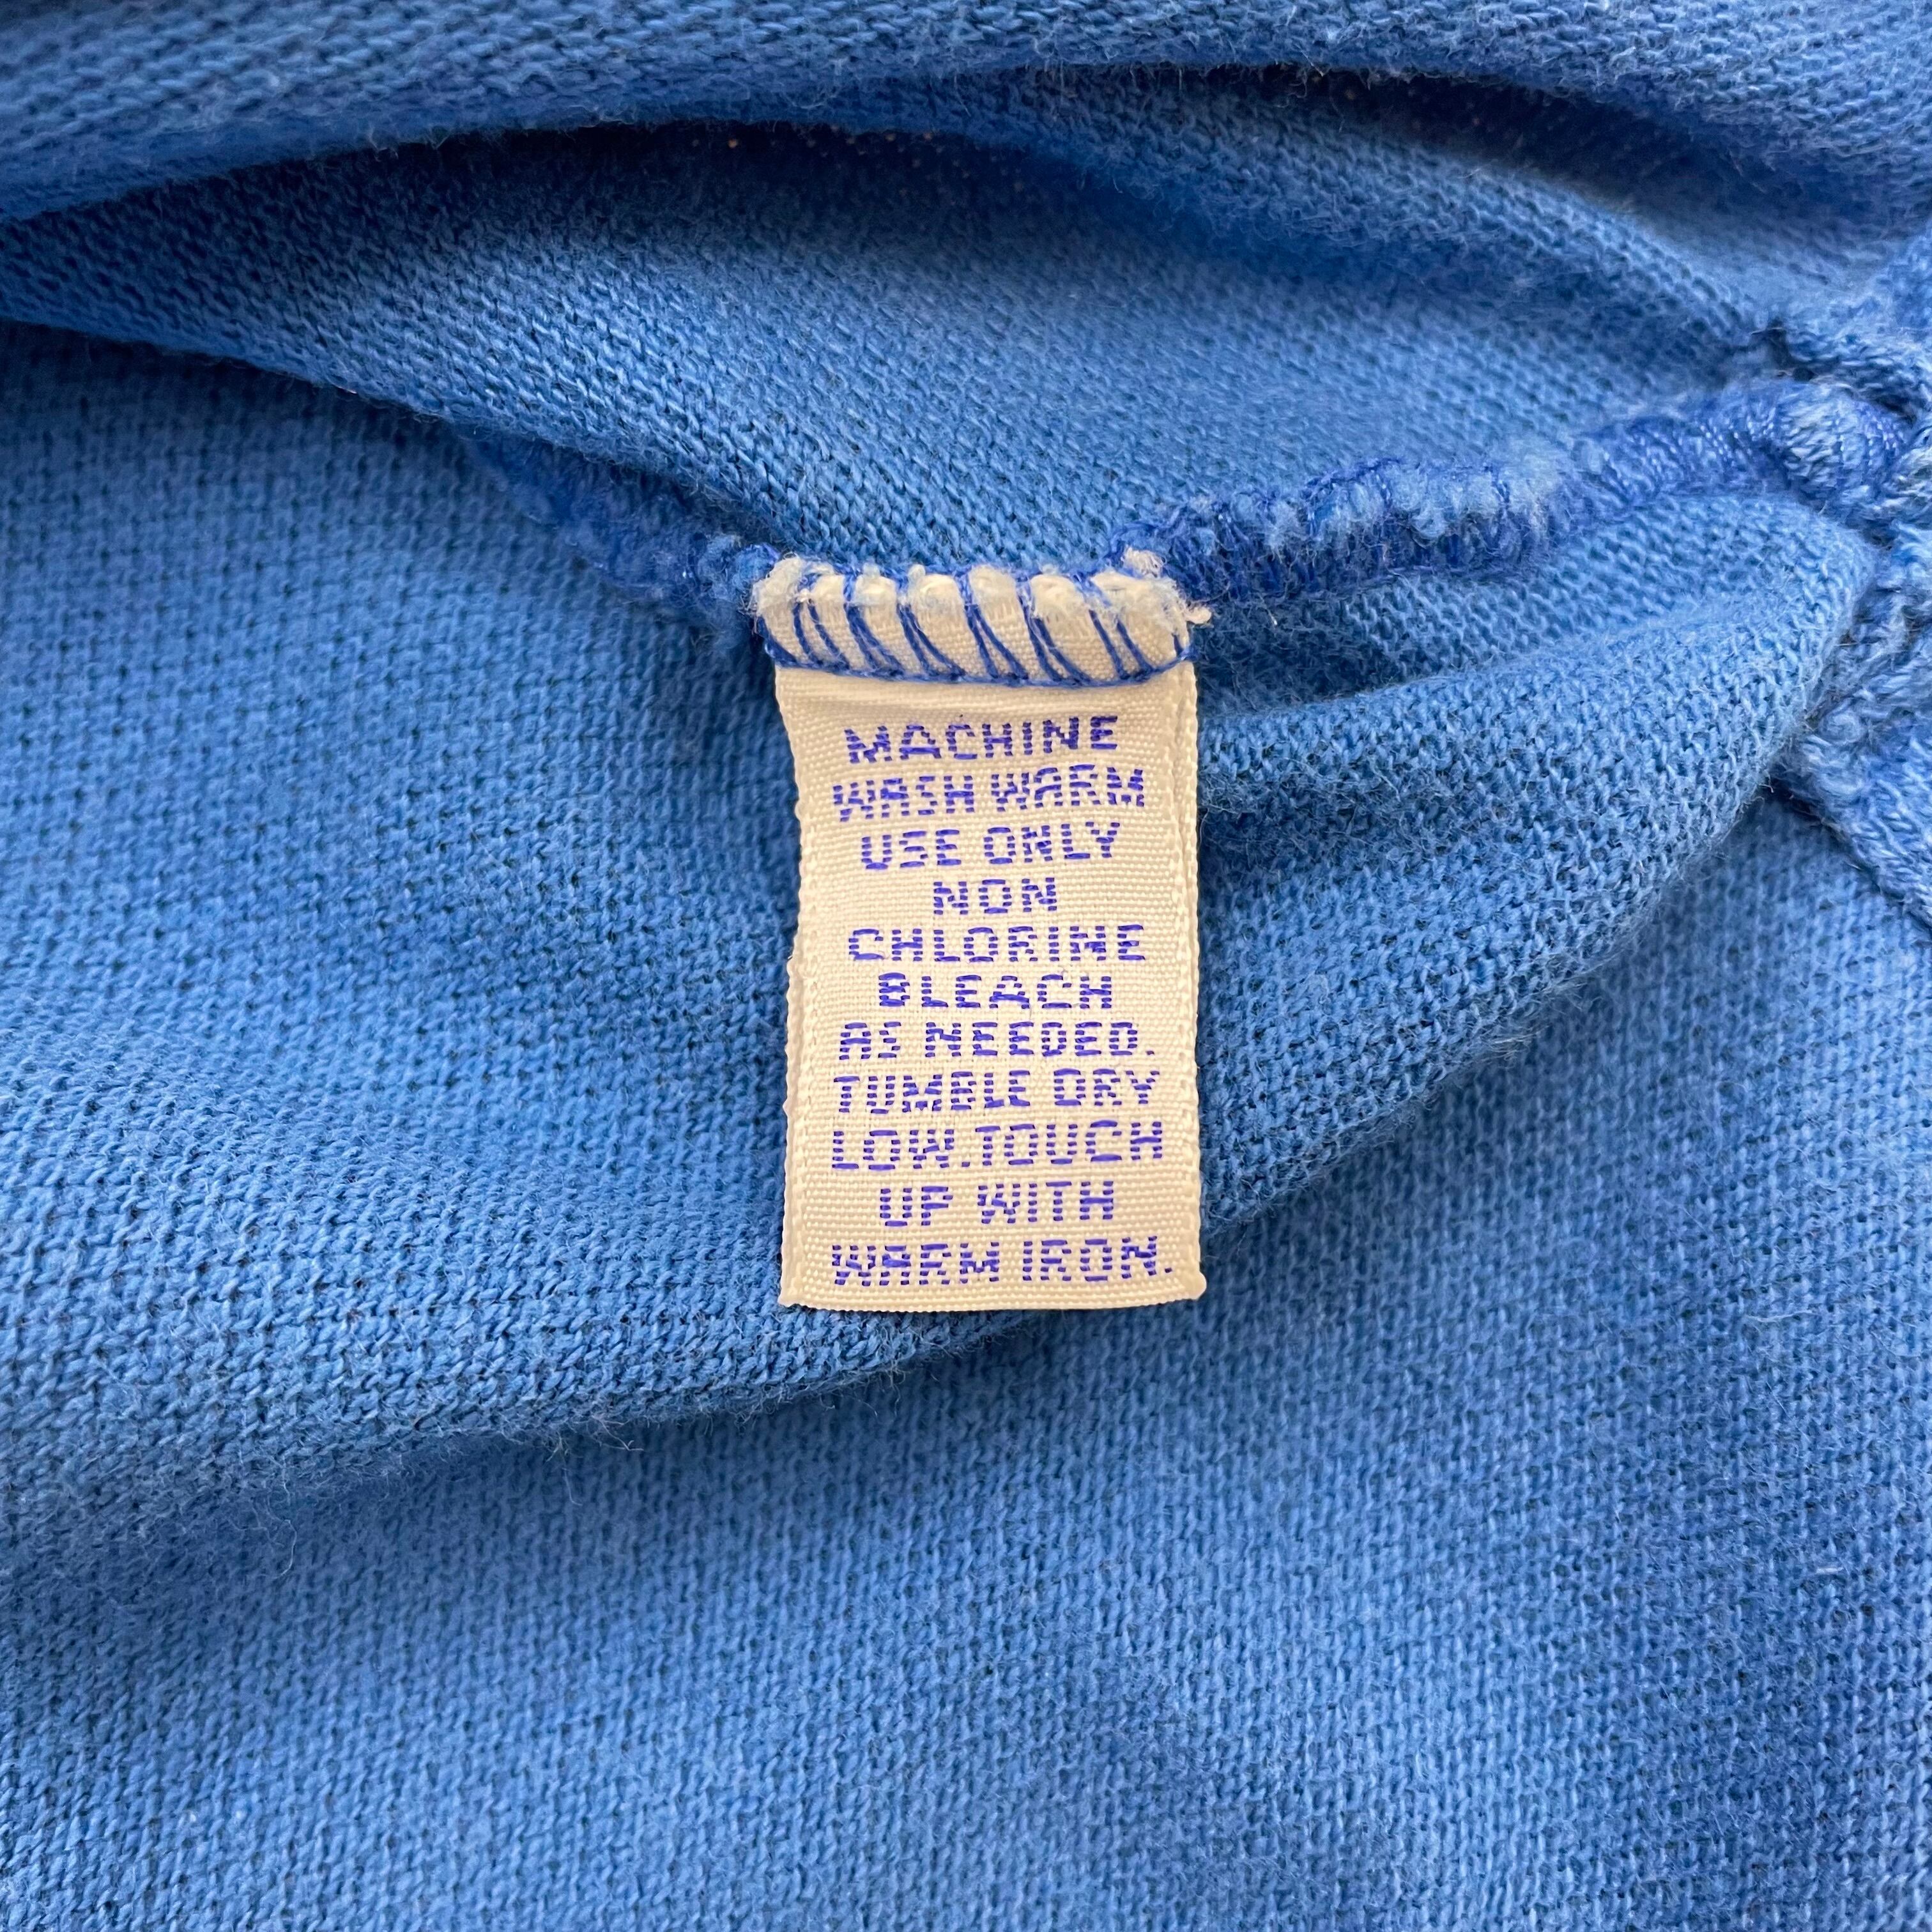 MACHINE
WASH WARM
USE ONLY
NON
CHLORINE
BLEACH
AS NEEDED.
TUMBLE DRY
LOW.TOUCH
UP WITH
WARM IRON.